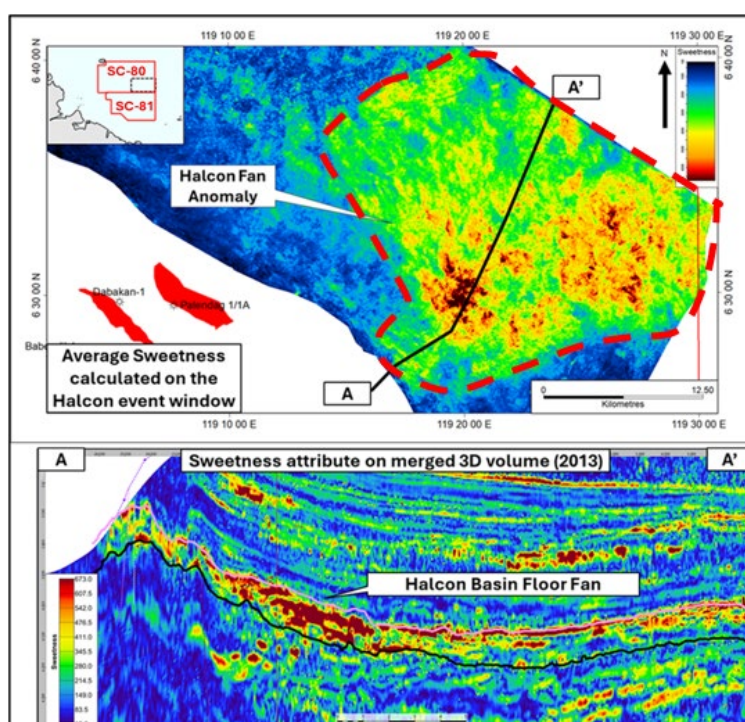 119 10 00 E
119 20 00 E
119 30 00 E
6 40 00 N
SC-80
SC-81
A'
N
Sweetness
6 40 00 N
Halcon Fan
Anomaly
6 30 00 N
Dabakan-1
Palendag 1/1A
6 30 00 N
Average Sweetness
calculated on the
Halcon event window
A
0
12.50
Kilometres
119 10 00 E
119 20 00 E
119 30 00 E
A
Sweetness attribute on merged 3D volume (2013)
A'
Halcon Basin Floor Fan
673.0
607.5
542.0
476.5
411.0
345.5
280.0
214.5
149.0
83.5
Sweetness